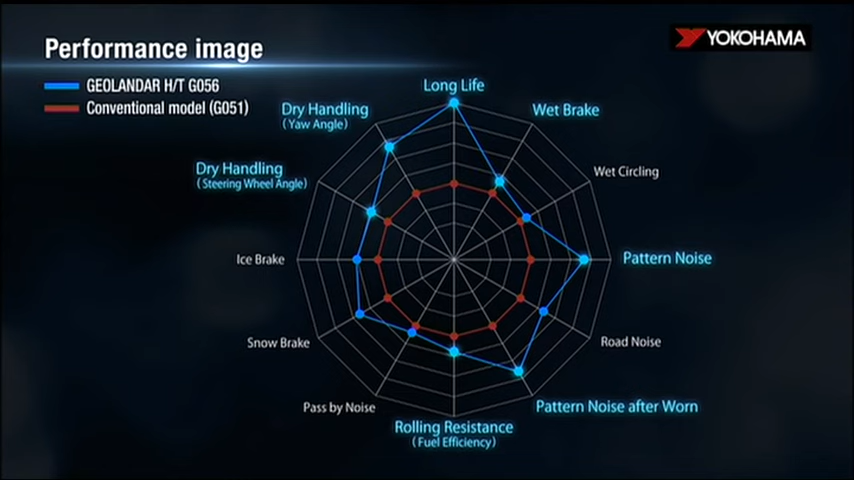 Performance image
YOKOHAMA
GEOLANDAR H/T G056
Conventional model (G051)
Long Life
Dry Handling
(Yaw Angle)
Wet Brake
Dry Handling
(Steering Wheel Angle)
Wet Circling
Ice Brake
Pattern Noise
Snow Brake
Road Noise
Pass by Noise
Pattern Noise after Worn
Rolling Resistance
(Fuel Efficiency)